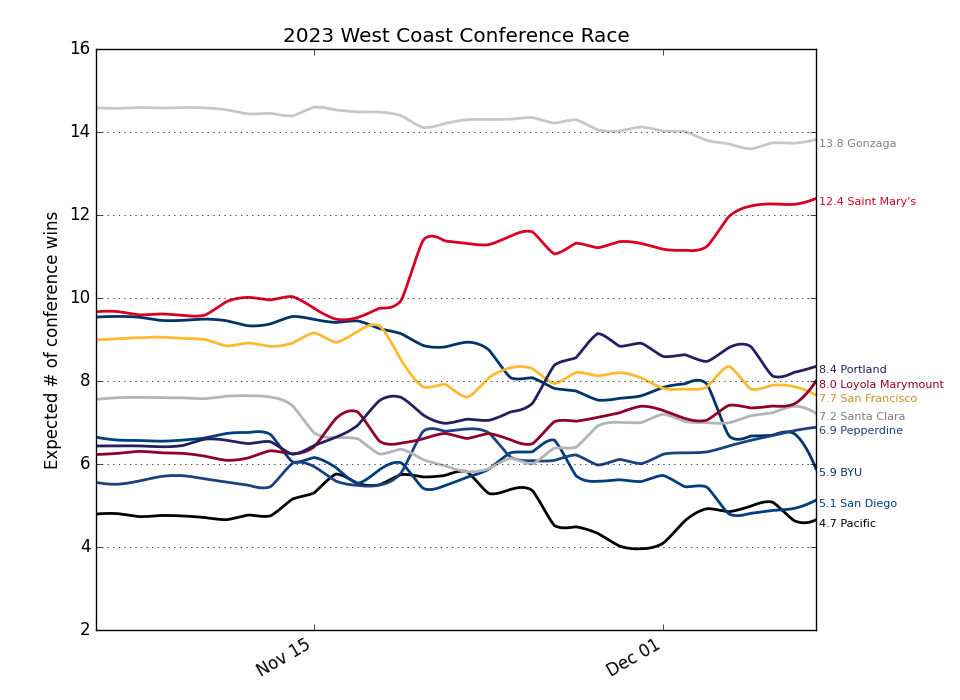 2023 West Coast Conference Race
Expected # of conference wins
16
14
12
10
8
6
4
2
Nov 15
Dec 01
13.8 Gonzaga
12.4 Saint Mary's
8.4 Portland
8.0 Loyola Marymount
7.7 San Francisco
7.2 Santa Clara
6.9 Pepperdine
5.9 BYU
5.1 San Diego
4.7 Pacific